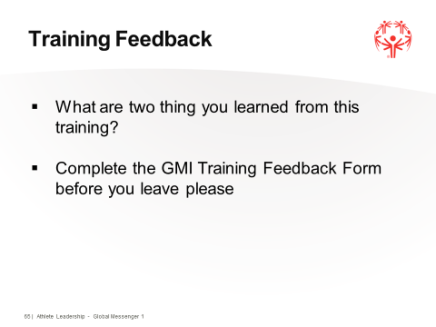 Training Feedback
▪ What are two thing you learned from this
training?
▪ Complete the GMI Training Feedback Form
before you leave please
55 | Athlete Leadership - Global Messenger 1